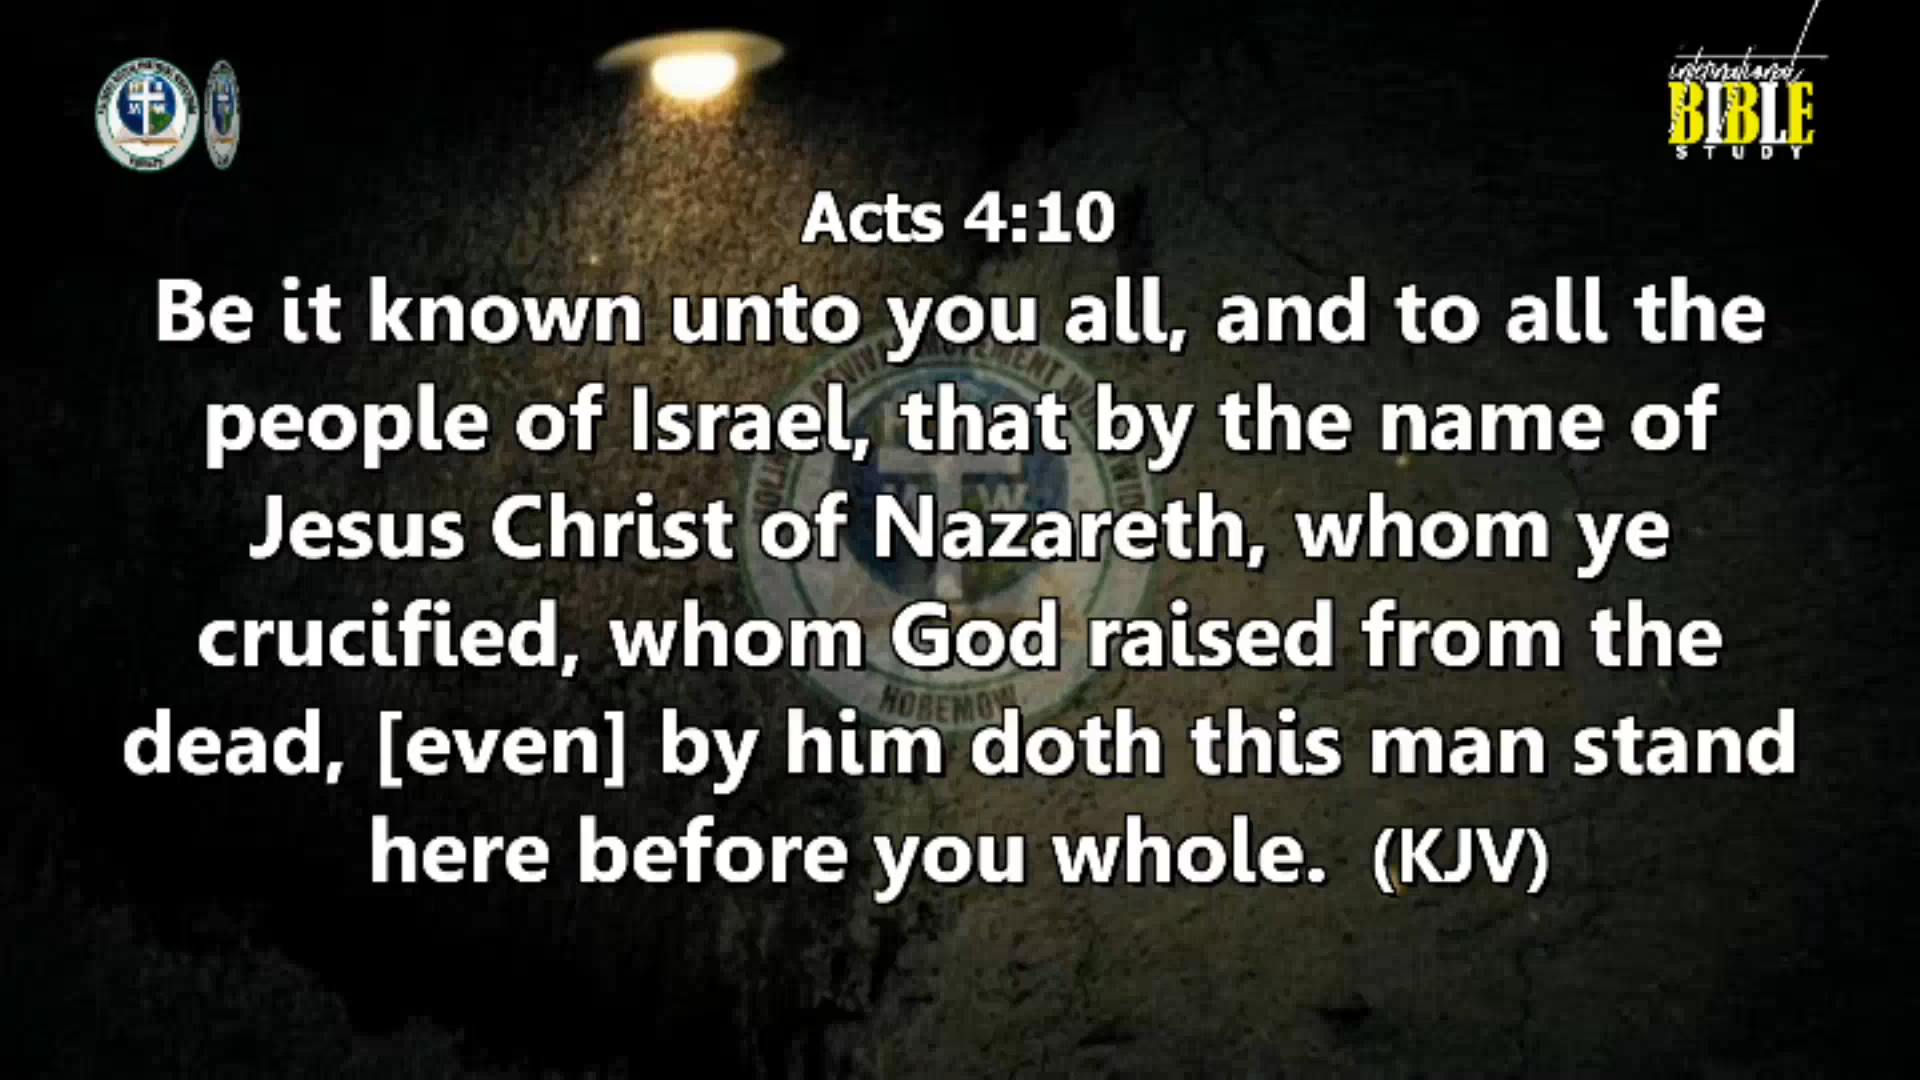 international
BIBLE
STUDY
Acts 4:10
Be it known unto you all, and to all the
people of Israel, that by the name of
Jesus Christ of Nazareth, whom ye
crucified, whom God raised from the
dead, [even] by him doth this man stand
here before you whole. (KJV)
HOREMOW